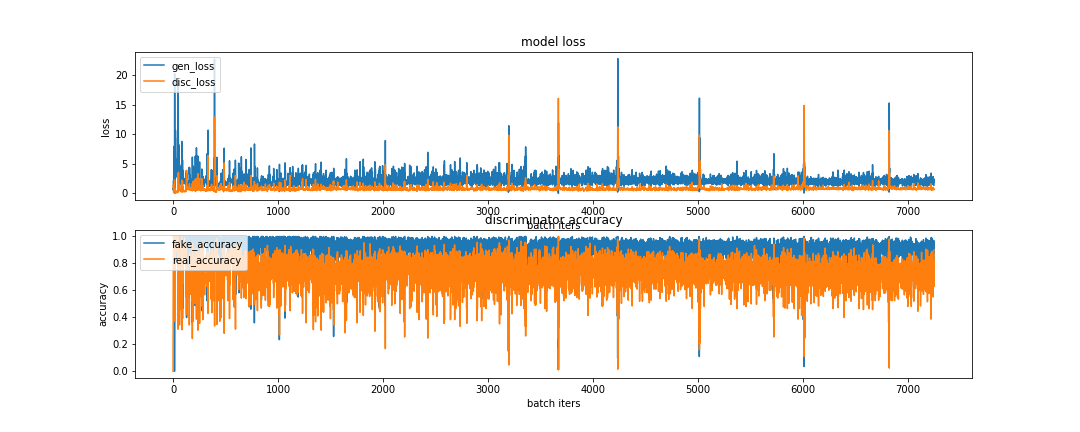 model loss
gen_loss
disc_loss
20
15
10
5
0
loss
0 1000 2000 3000 4000 5000 6000 7000
batch iters
discriminator accuracy
fake_accuracy
real_accuracy
1.0
0.8
0.6
0.4
0.2
0.0
accuracy
0 1000 2000 3000 4000 5000 6000 7000
batch iters